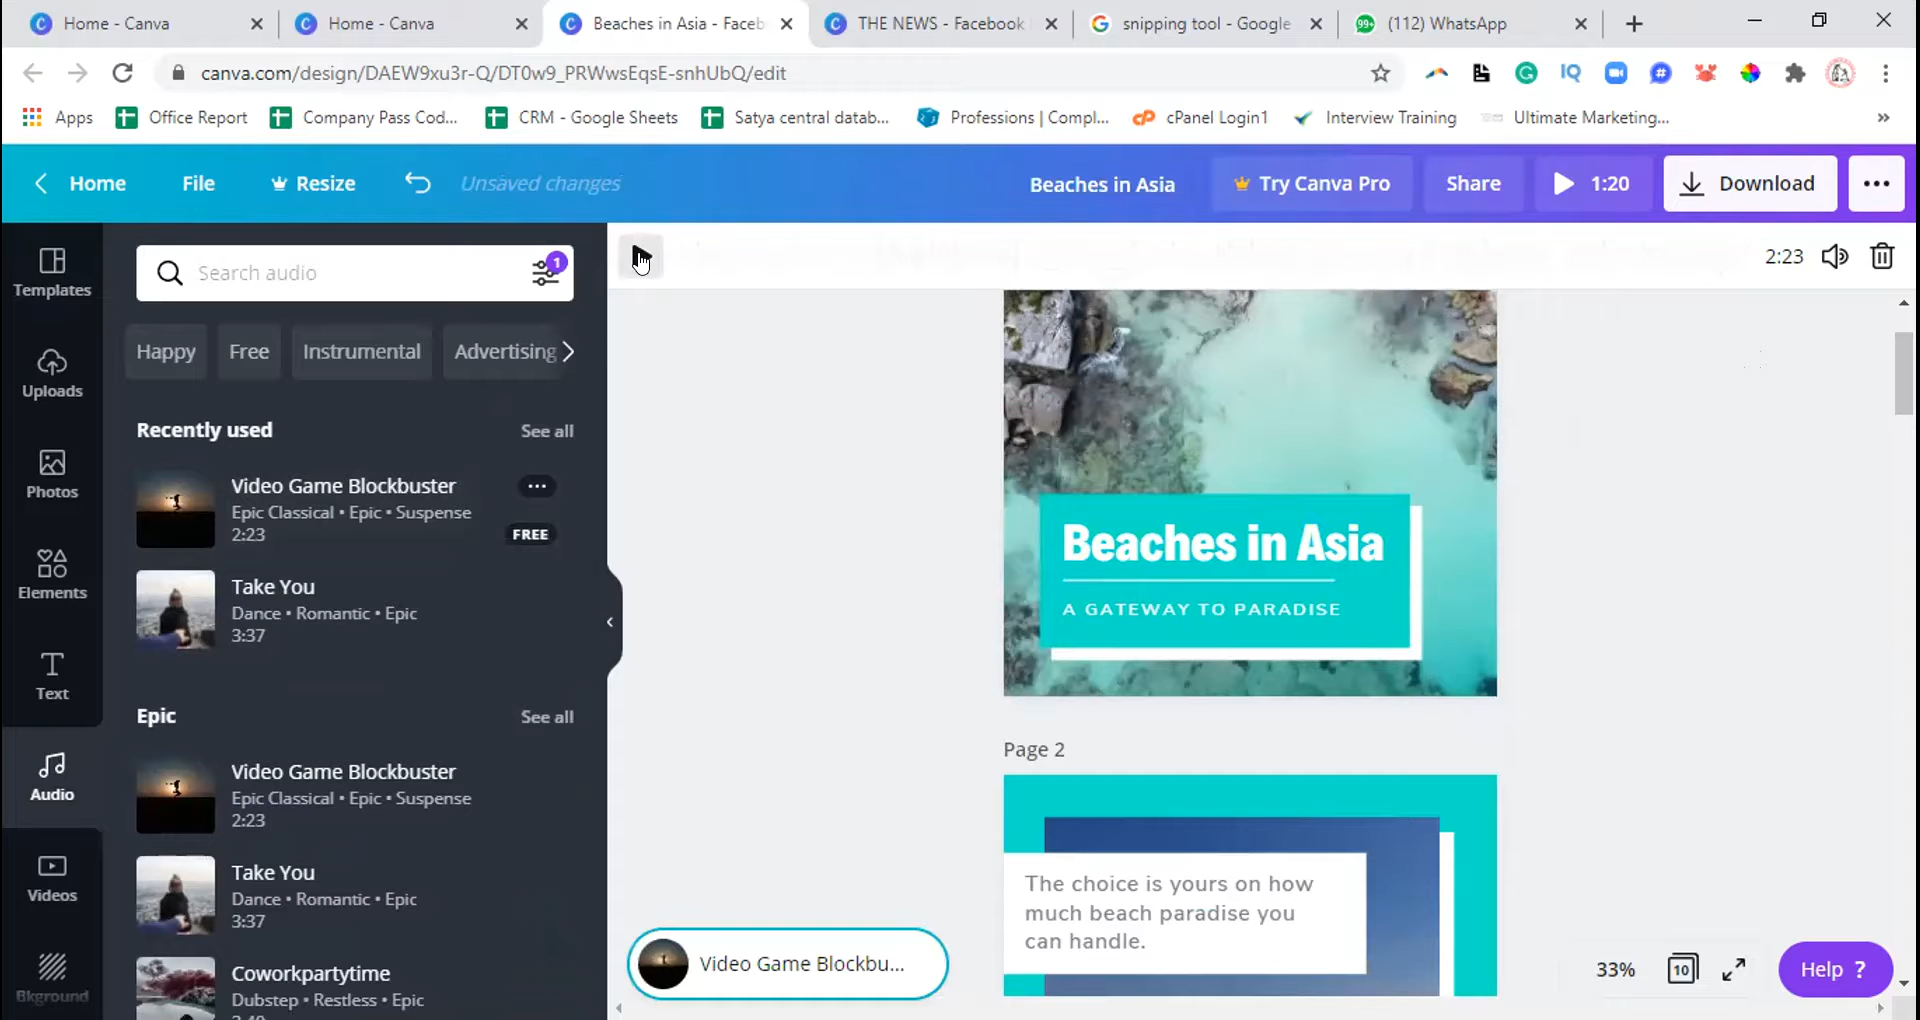 Home - Canva
Home - Canva
Beaches in Asia - Faceb
THE NEWS - Facebook
snipping tool - Google
99+
(112) WhatsApp
canva.com/design/DAEW9xu3r-Q/DT0w9_PRWwsEqsE-snhUbQ/edit
Apps
Office Report
Company Pass Cod...
CRM - Google Sheets
Satya central datab...
Professions | Compl...
cPanel Login1
Interview Training
Ultimate Marketing...
Home
File
Resize
Unsaved changes
Beaches in Asia
Try Canva Pro
Share
1:20
Download
Templates
Uploads
Photos
Elements
Text
Audio
Videos
Bkground
Search audio
1
Happy
Free
Instrumental
Advertising
Recently used
See all
Video Game Blockbuster
Epic Classical • Epic • Suspense
2:23
FREE
Take You
Dance • Romantic • Epic
3:37
Epic
See all
Video Game Blockbuster
Epic Classical • Epic • Suspense
2:23
Take You
Dance • Romantic • Epic
3:37
Coworkpartytime
Dubstep • Restless • Epic
2:23
Beaches in Asia
A GATEWAY TO PARADISE
Page 2
The choice is yours on how
much beach paradise you
can handle.
Video Game Blockbu...
33%
10
Help ?